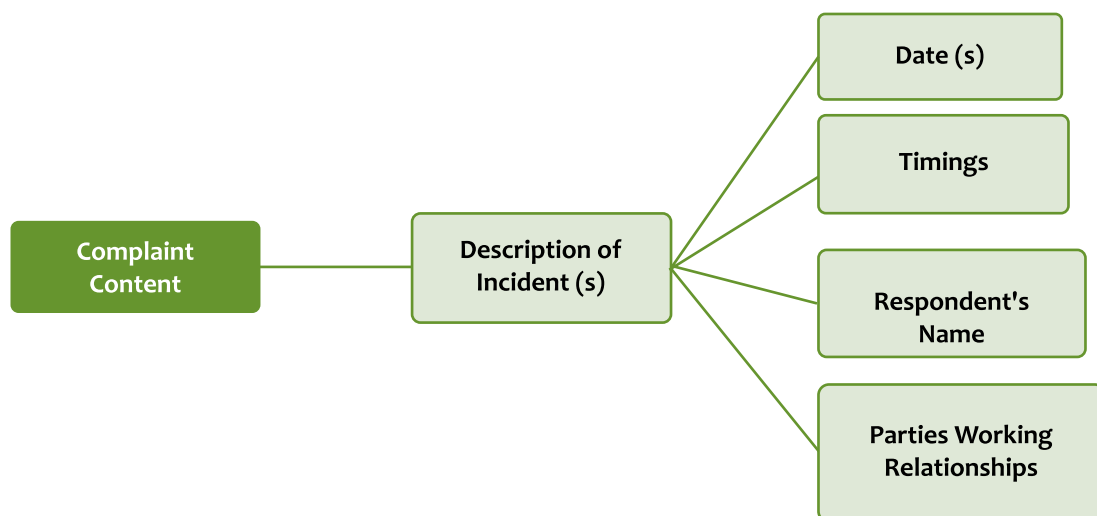 Complaint
Content
Description of
Incident (s)
Date (s)
Timings
Respondent's
Name
Parties Working
Relationships